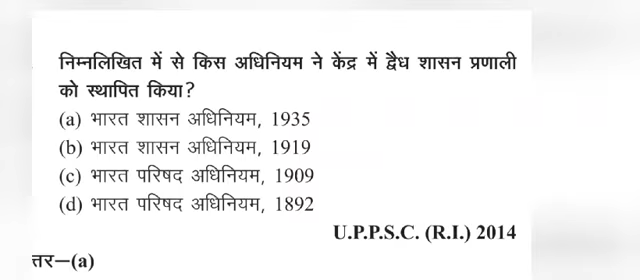 निम्नलिखित में से किस अधिनियम ने केंद्र में द्वैध शासन प्रणाली
को स्थापित किया?
(a) भारत शासन अधिनियम, 1935
(b) भारत शासन अधिनियम, 1919
(c) भारत परिषद अधिनियम, 1909
(d) भारत परिषद अधिनियम, 1892
U.P.P.S.C. (R.I.) 2014
त्तर–(a)